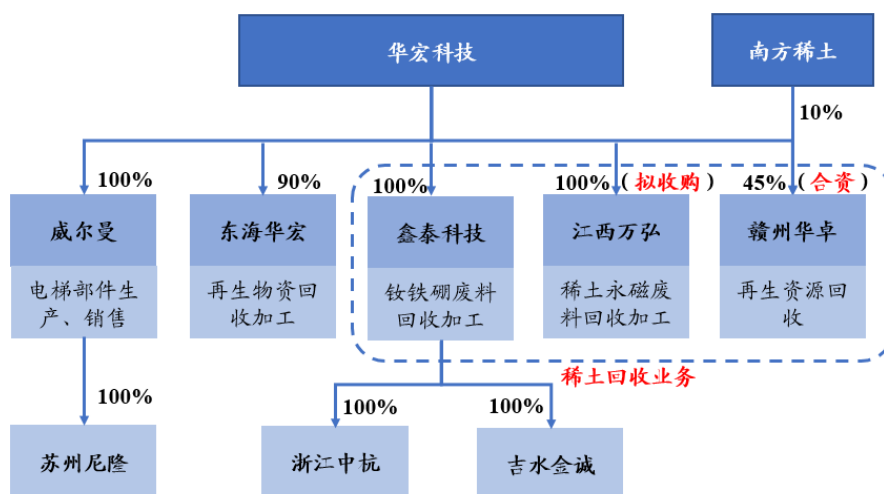 华宏科技
南方稀土
10%
100%
90%
100%
100%（拟收购）
45%（合资）
威尔曼
东海华宏
鑫泰科技
江西万弘
赣州华卓
电梯部件生
产、销售
再生物资回
收加工
钕铁硼废料
回收加工
稀土永磁废
料回收加工
再生资源回
收
稀土回收业务
100%
100%
100%
苏州尼隆
浙江中杭
吉水金诚